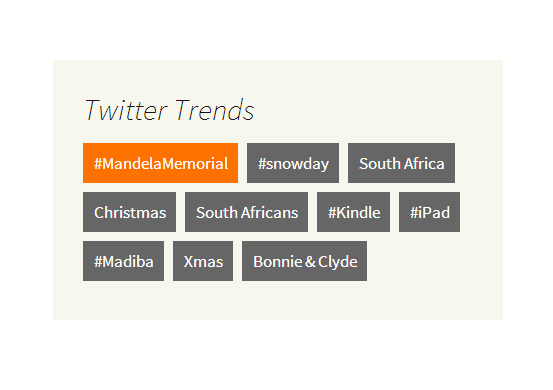 Twitter Trends
#MandelaMemorial #snowday South Africa
Christmas South Africans #Kindle #iPad
#Madiba Xmas Bonnie & Clyde